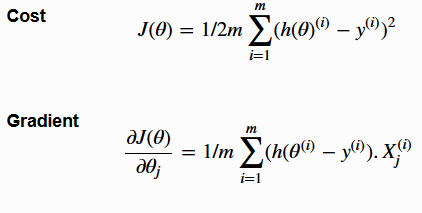 Cost
J(θ) = 1/2m ∑_{i=1}^{m} (h(θ)^{(i)} − y^{(i)})^2
Gradient
∂J(θ)/∂θ_j = 1/m ∑_{i=1}^{m} (h(θ^{(i)} − y^{(i)}). X_j^{(i)}